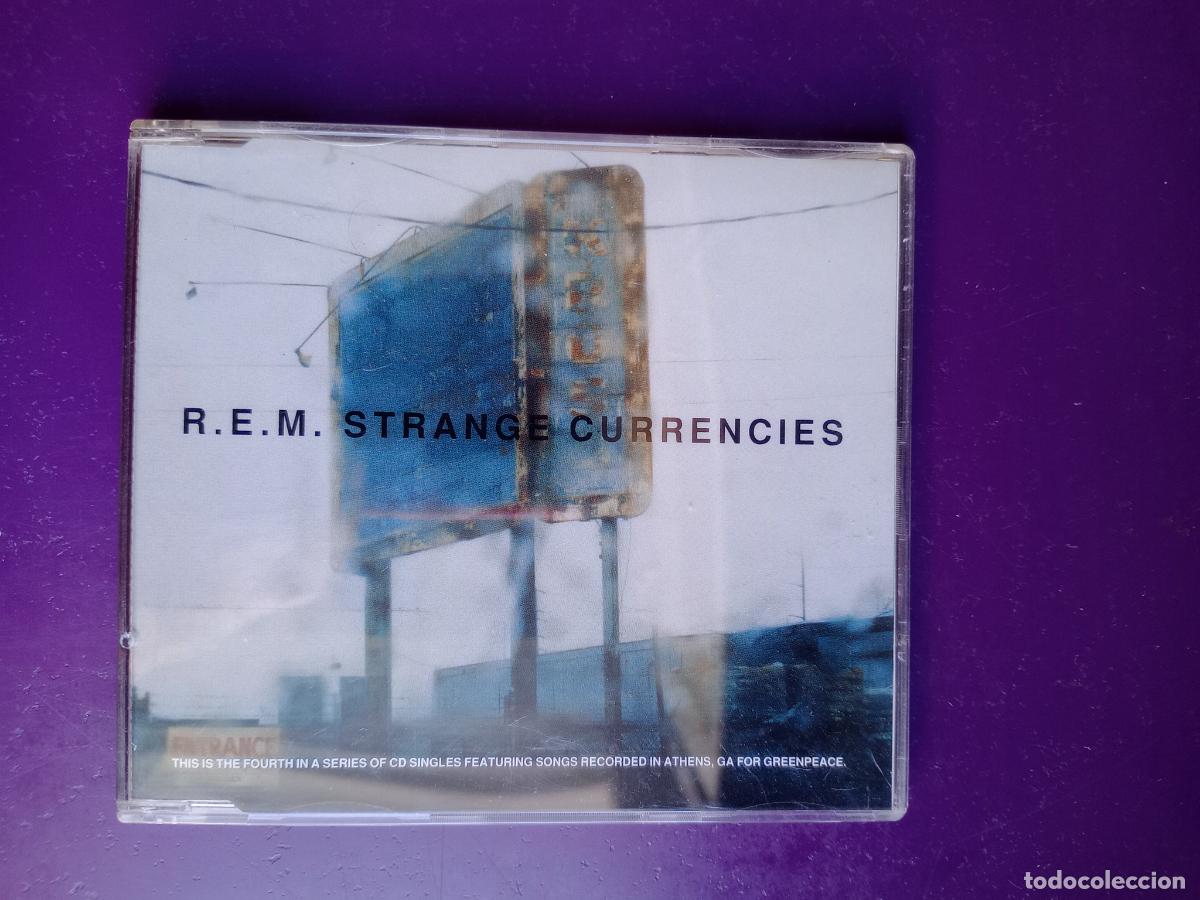 R.E.M. STRANGE CURRENCIES
ENTRANCE
THIS IS THE FOURTH IN A SERIES OF CD SINGLES FEATURING SONGS RECORDED IN ATHENS, GA FOR GREENPEACE.
todocoleccion